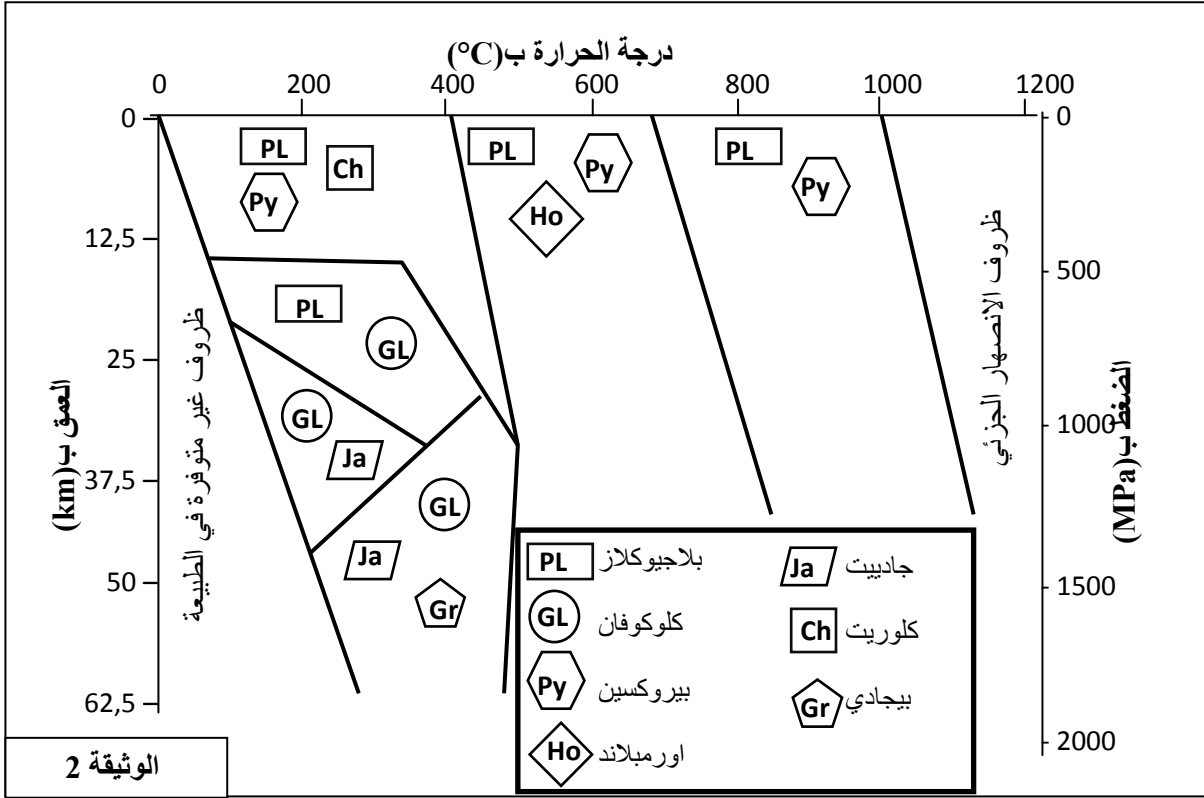 درجة الحرارة ب(°C)
0 200 400 600 800 1000 1200
العمق ب(km)
0
12,5
25
37,5
50
62,5
الضغط ب(MPa)
0
500
1000
1500
2000
ظروف غير متوفرة في الطبيعة
ظروف الانصهار الجزئي
PL
Ch
Py
PL
Py
Ho
PL
Py
PL
GL
GL
Ja
GL
Ja
Gr
PL بلاجيوكلاز
GL كلوكوفان
Py بيروكسين
Ho اورمبلاند
Ja جادييت
Ch كلوريت
Gr بيجادي
الوثيقة 2